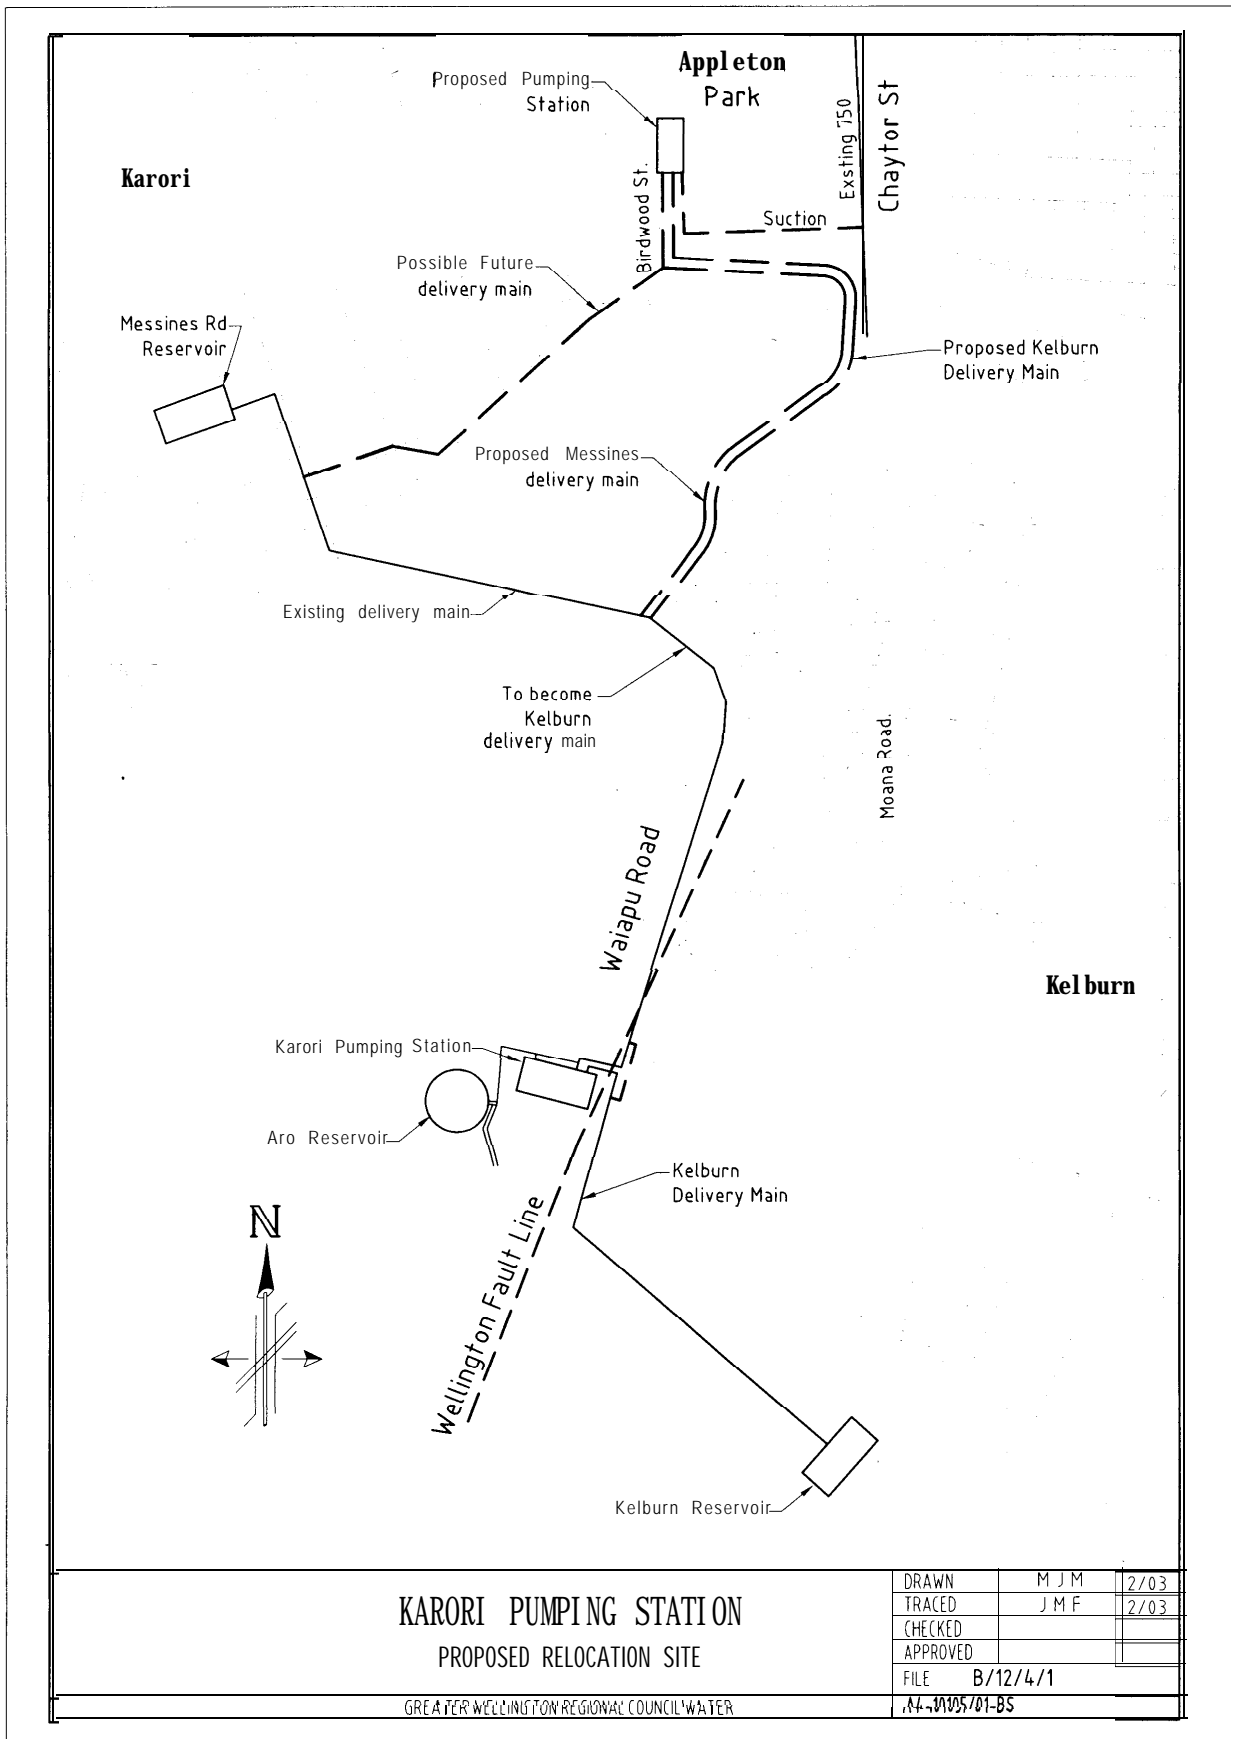 Appleton
Park
Proposed Pumping
Station
Existing 750
Chaytor St
Karori
Birdwood St.
Suction
Possible Future
delivery main
Messines Rd
Reservoir
Proposed Kelburn
Delivery Main
Proposed Messines
delivery main
Existing delivery main
To become
Kelburn
delivery main
Moana Road.
Waiapu Road
Kelburn
Karori Pumping Station
Aro Reservoir
Kelburn
Delivery Main
N
Wellington Fault Line
Kelburn Reservoir
KARORI PUMPING STATION
PROPOSED RELOCATION SITE
GREATER WELLINGTON REGIONAL COUNCIL WATER
DRAWN MJM 2/03
TRACED JMF 2/03
CHECKED
APPROVED
FILE B/12/4/1